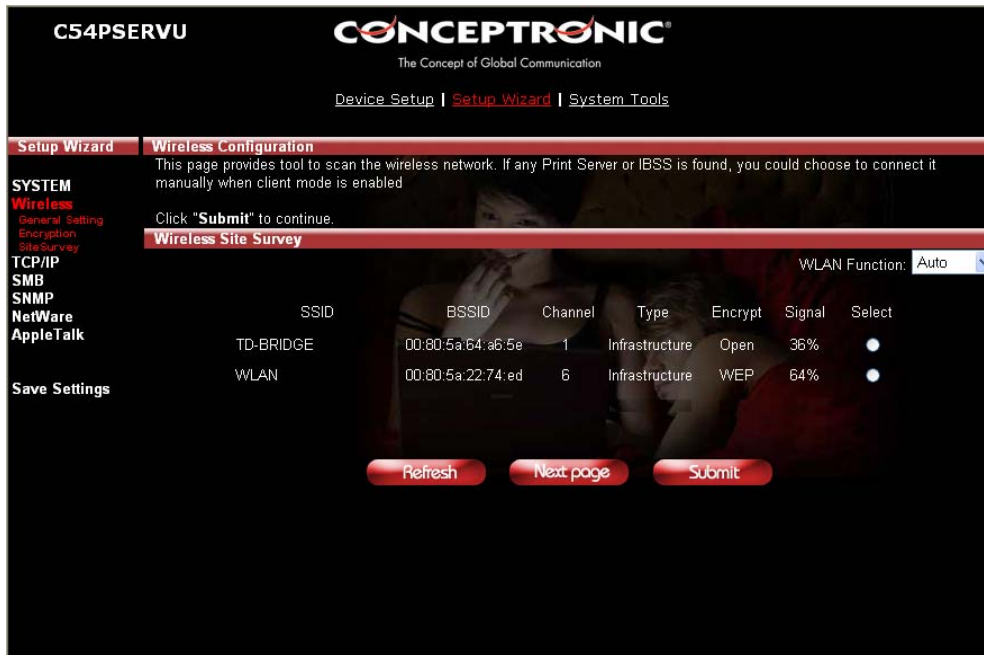 C54PSERVU
CONCEPTRONIC®
The Concept of Global Communication
Device Setup | Setup Wizard | System Tools
Setup Wizard
SYSTEM
Wireless
General Setting
Encryption
SiteSurvey
TCP/IP
SMB
SNMP
NetWare
AppleTalk
Save Settings
Wireless Configuration
This page provides tool to scan the wireless network. If any Print Server or IBSS is found, you could choose to connect it
manually when client mode is enabled
Click "Submit" to continue.
Wireless Site Survey
WLAN Function: Auto
SSID BSSID Channel Type Encrypt Signal Select
TD-BRIDGE 00:80:5a:64:a6:5e 1 Infrastructure Open 36%
WLAN 00:80:5a:22:74:ed 6 Infrastructure WEP 64%
Refresh Next page Submit